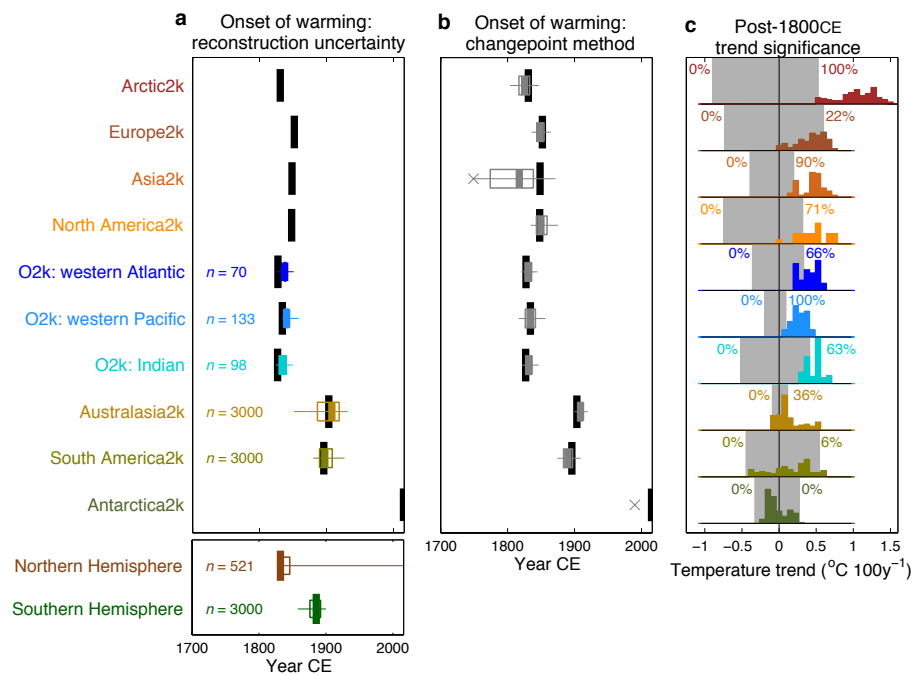 a
Onset of warming:
reconstruction uncertainty
b
Onset of warming:
changepoint method
c
Post-1800CE
trend significance
Arctic2k
0%
100%
Europe2k
0%
22%
Asia2k
0%
90%
North America2k
0%
71%
O2k: western Atlantic
n = 70
0%
66%
O2k: western Pacific
n = 133
0%
100%
O2k: Indian
n = 98
0%
63%
Australasia2k
n = 3000
0%
36%
South America2k
n = 3000
0%
6%
Antarctica2k
0%
0%
1700 1800 1900 2000
Year CE
−1 −0.5 0 0.5 1 1.5
Temperature trend (°C 100y⁻¹)
Northern Hemisphere
n = 521
Southern Hemisphere
n = 3000
1700 1800 1900 2000
Year CE